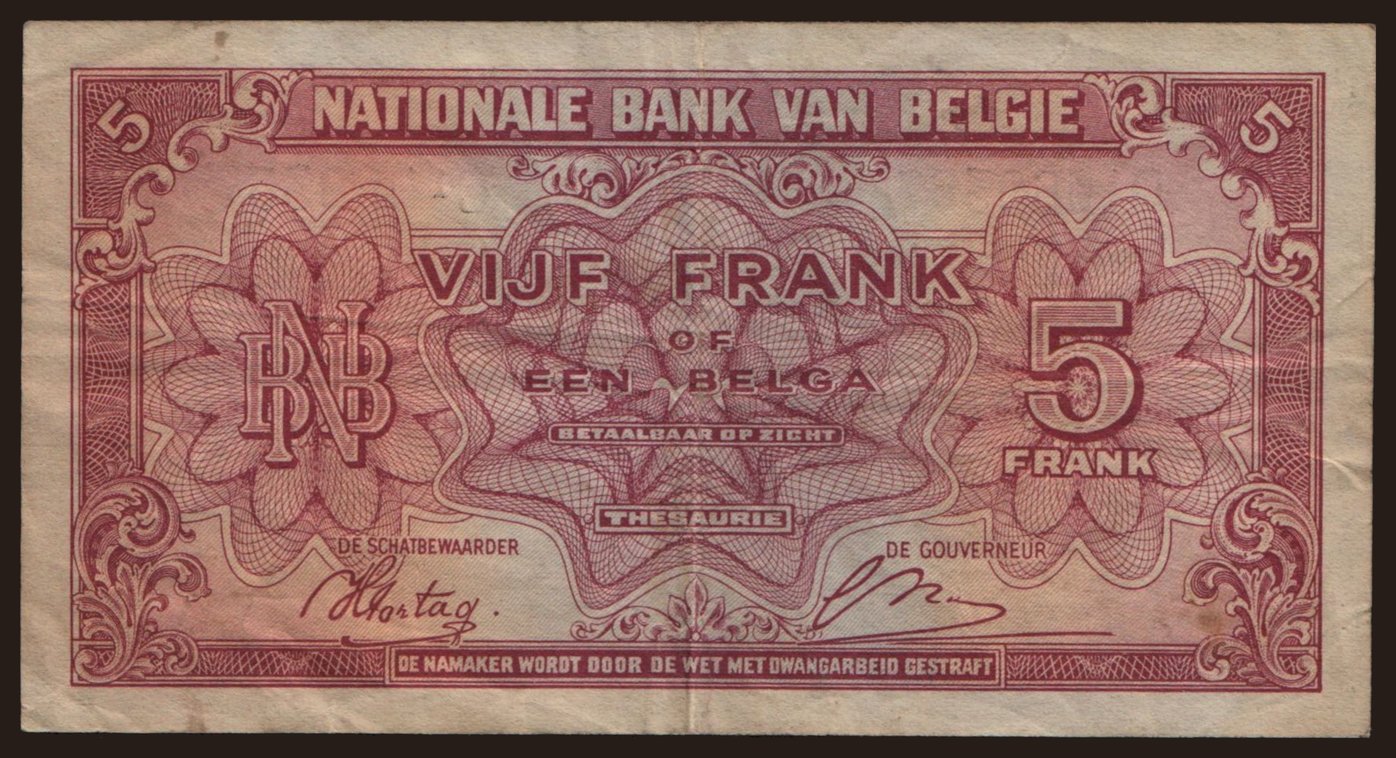 5 NATIONALE BANK VAN BELGIE 5
VIJF FRANK
OF
EEN BELGA
BETAALBAAR OP ZICHT
NBB
5
FRANK
THESAURIE
DE SCHATBEWAARDER DE GOUVERNEUR
DE NAMAKER WORDT DOOR DE WET MET DWANGARBEID GESTRAFT